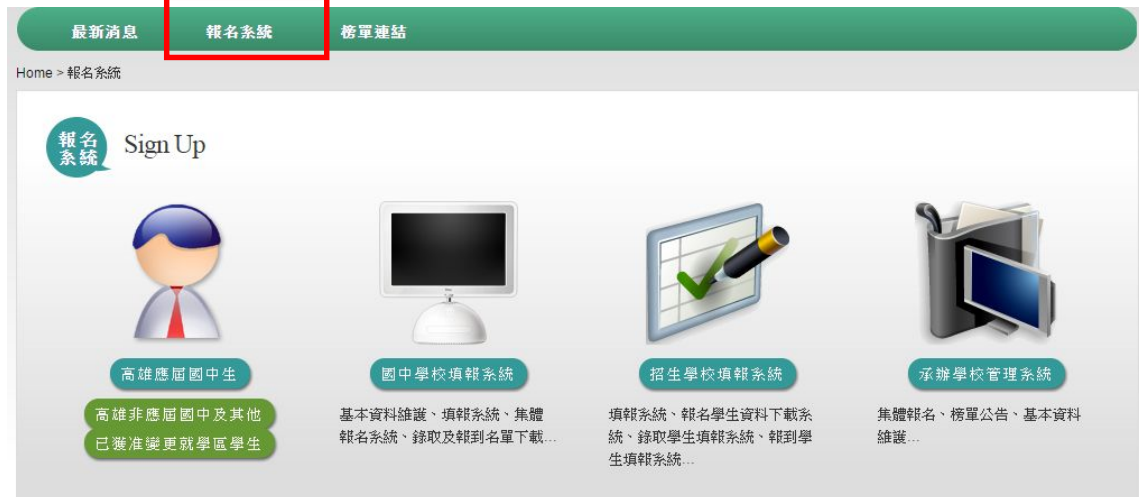 最新消息 報名系統 榜單連結
Home > 報名系統
報名
系統
Sign Up
高雄應屆國中生
高雄非應屆國中及其他
已獲准變更就學區學生
國中學校填報系統
基本資料維護、填報系統、集體
報名系統、錄取及報到名單下載...
招生學校填報系統
填報系統、報名學生資料下載系
統、錄取學生填報系統、報到學
生填報系統...
承辦學校管理系統
集體報名、榜單公告、基本資料
維護...